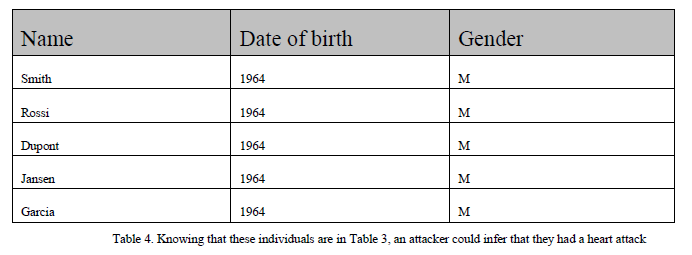 Name Date of birth Gender
Smith 1964 M
Rossi 1964 M
Dupont 1964 M
Jansen 1964 M
Garcia 1964 M
Table 4. Knowing that these individuals are in Table 3, an attacker could infer that they had a heart attack